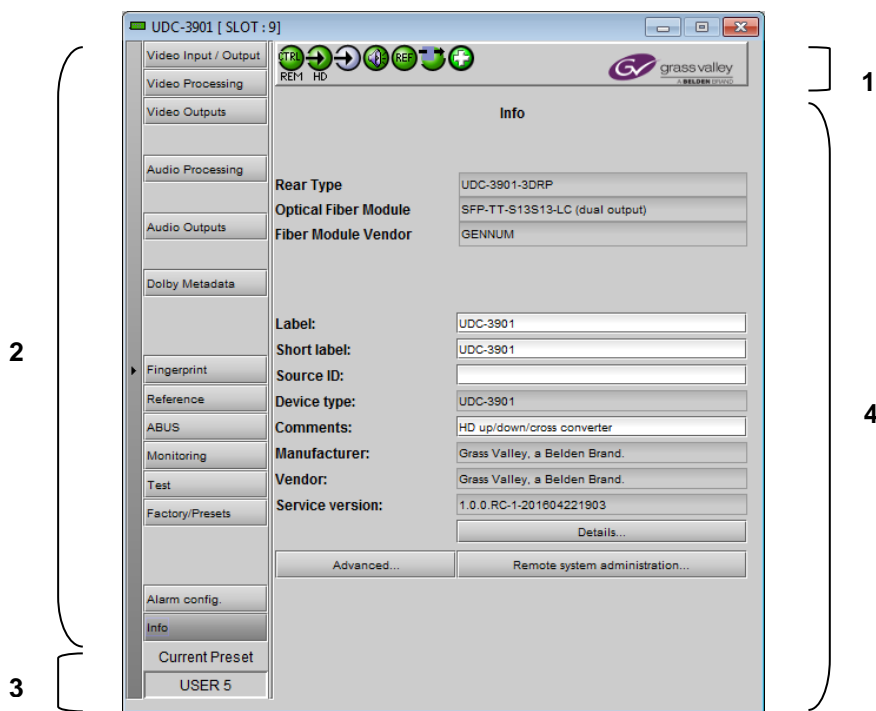 UDC-3901 [ SLOT : 9]
CTRL
REM
HD
REF
GV
grass valley
A BELDEN BRAND
1
2
3
4
Video Input / Output
Video Processing
Video Outputs
Audio Processing
Audio Outputs
Dolby Metadata
Fingerprint
Reference
ABUS
Monitoring
Test
Factory/Presets
Alarm config.
Info
Current Preset
USER 5
Info
Rear Type UDC-3901-3DRP
Optical Fiber Module SFP-TT-S13S13-LC (dual output)
Fiber Module Vendor GENNUM
Label: UDC-3901
Short label: UDC-3901
Source ID:
Device type: UDC-3901
Comments: HD up/down/cross converter
Manufacturer: Grass Valley, a Belden Brand.
Vendor: Grass Valley, a Belden Brand.
Service version: 1.0.0.RC-1-201604221903
Details...
Advanced... Remote system administration...